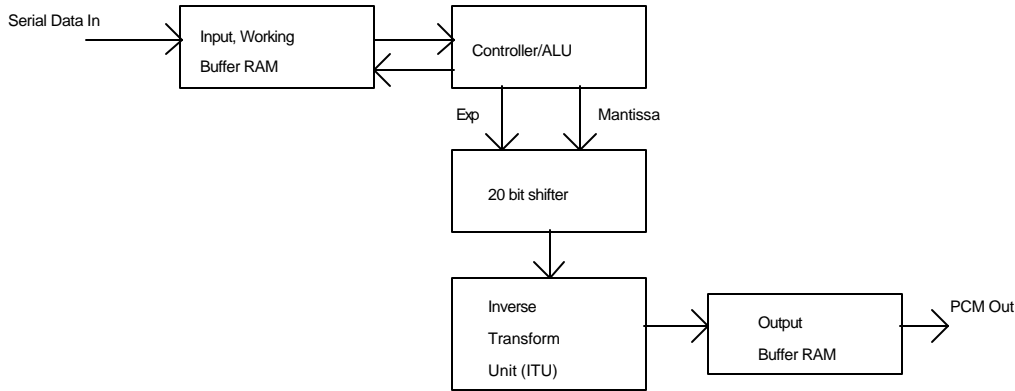 Serial Data In
Input, Working
Buffer RAM
Controller/ALU
Exp
Mantissa
20 bit shifter
Inverse
Transform
Unit (ITU)
Output
Buffer RAM
PCM Out